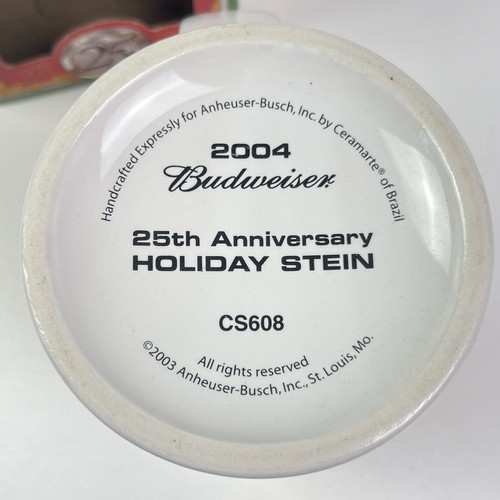 Handcrafted Expressly for Anheuser-Busch, Inc. by Ceramarte® of Brazil
2004
Budweiser
25th Anniversary
HOLIDAY STEIN
CS608
All rights reserved
©2003 Anheuser-Busch, Inc., St. Louis, Mo.